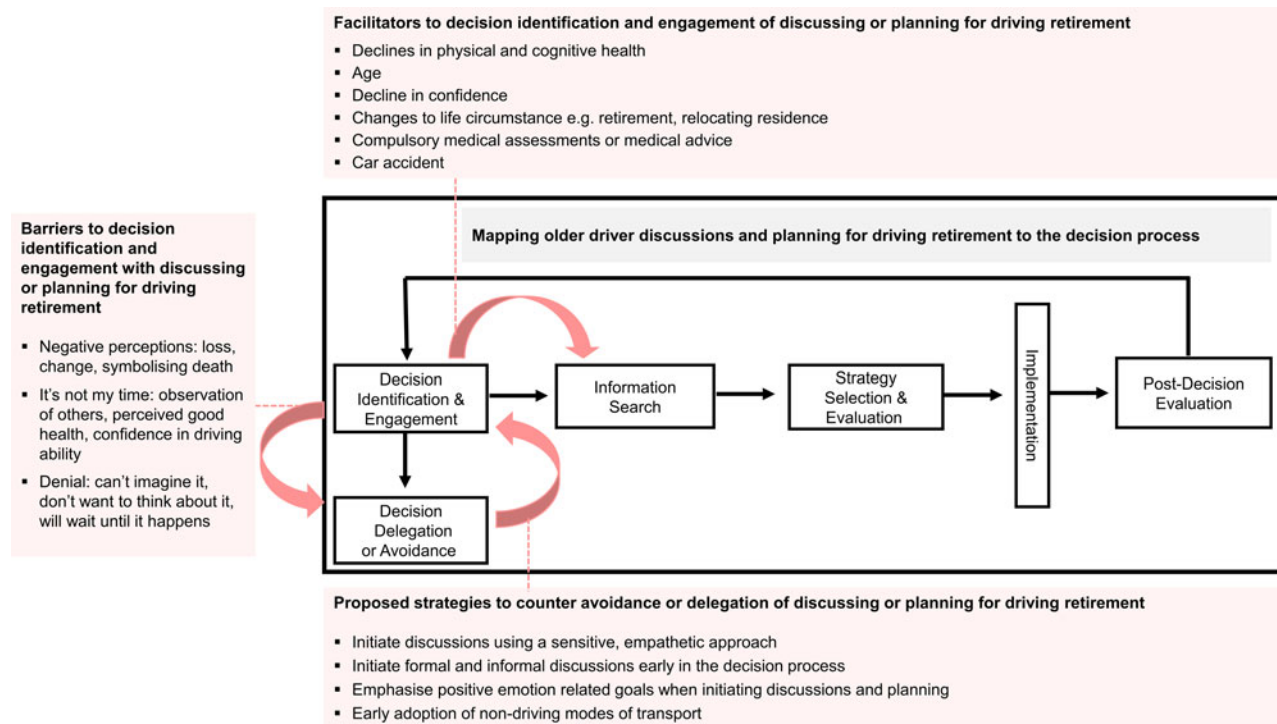 Facilitators to decision identification and engagement of discussing or planning for driving retirement
▪ Declines in physical and cognitive health
▪ Age
▪ Decline in confidence
▪ Changes to life circumstance e.g. retirement, relocating residence
▪ Compulsory medical assessments or medical advice
▪ Car accident
Barriers to decision
identification and
engagement with discussing
or planning for driving
retirement
▪ Negative perceptions: loss,
change, symbolising death
▪ It’s not my time: observation
of others, perceived good
health, confidence in driving
ability
▪ Denial: can’t imagine it,
don’t want to think about it,
will wait until it happens
Mapping older driver discussions and planning for driving retirement to the decision process
Decision
Identification &
Engagement
Information
Search
Strategy
Selection &
Evaluation
Implementation
Post-Decision
Evaluation
Decision
Delegation
or Avoidance
Proposed strategies to counter avoidance or delegation of discussing or planning for driving retirement
▪ Initiate discussions using a sensitive, empathetic approach
▪ Initiate formal and informal discussions early in the decision process
▪ Emphasise positive emotion related goals when initiating discussions and planning
▪ Early adoption of non-driving modes of transport